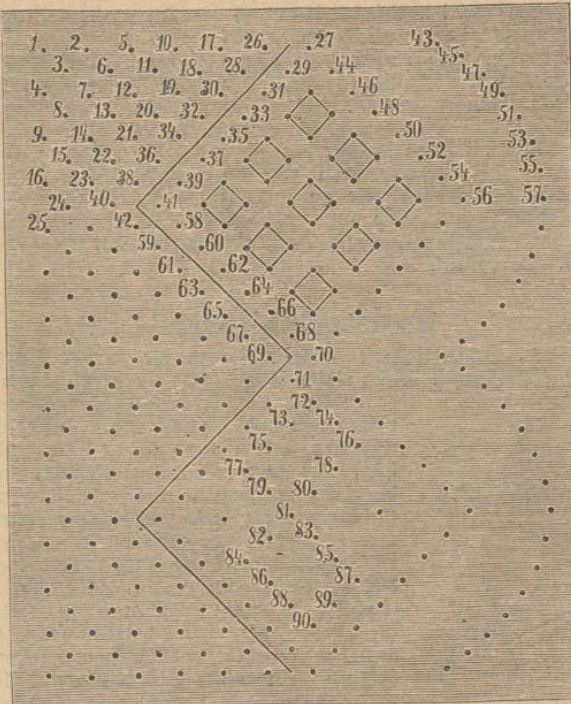 1. 2. 5. 10. 17. 26. 27 43.
3. 6. 11. 18. 28. 29 44 45.
4. 7. 12. 19. 30. 31 46 47.
8. 13. 20. 32. 33 48 49.
9. 14. 21. 34. 35 50 51.
15. 22. 36. 37 52 53.
16. 23. 38. 39 54 55.
24. 40. 41 56 57.
25. 42. 58
59. 60
61. 62
63. 64
65. 66
67. 68
69. 70
71
72.
73. 74.
75. 76.
77. 78.
79. 80.
81.
82. 83.
84. 85.
86. 87.
88. 89.
90.